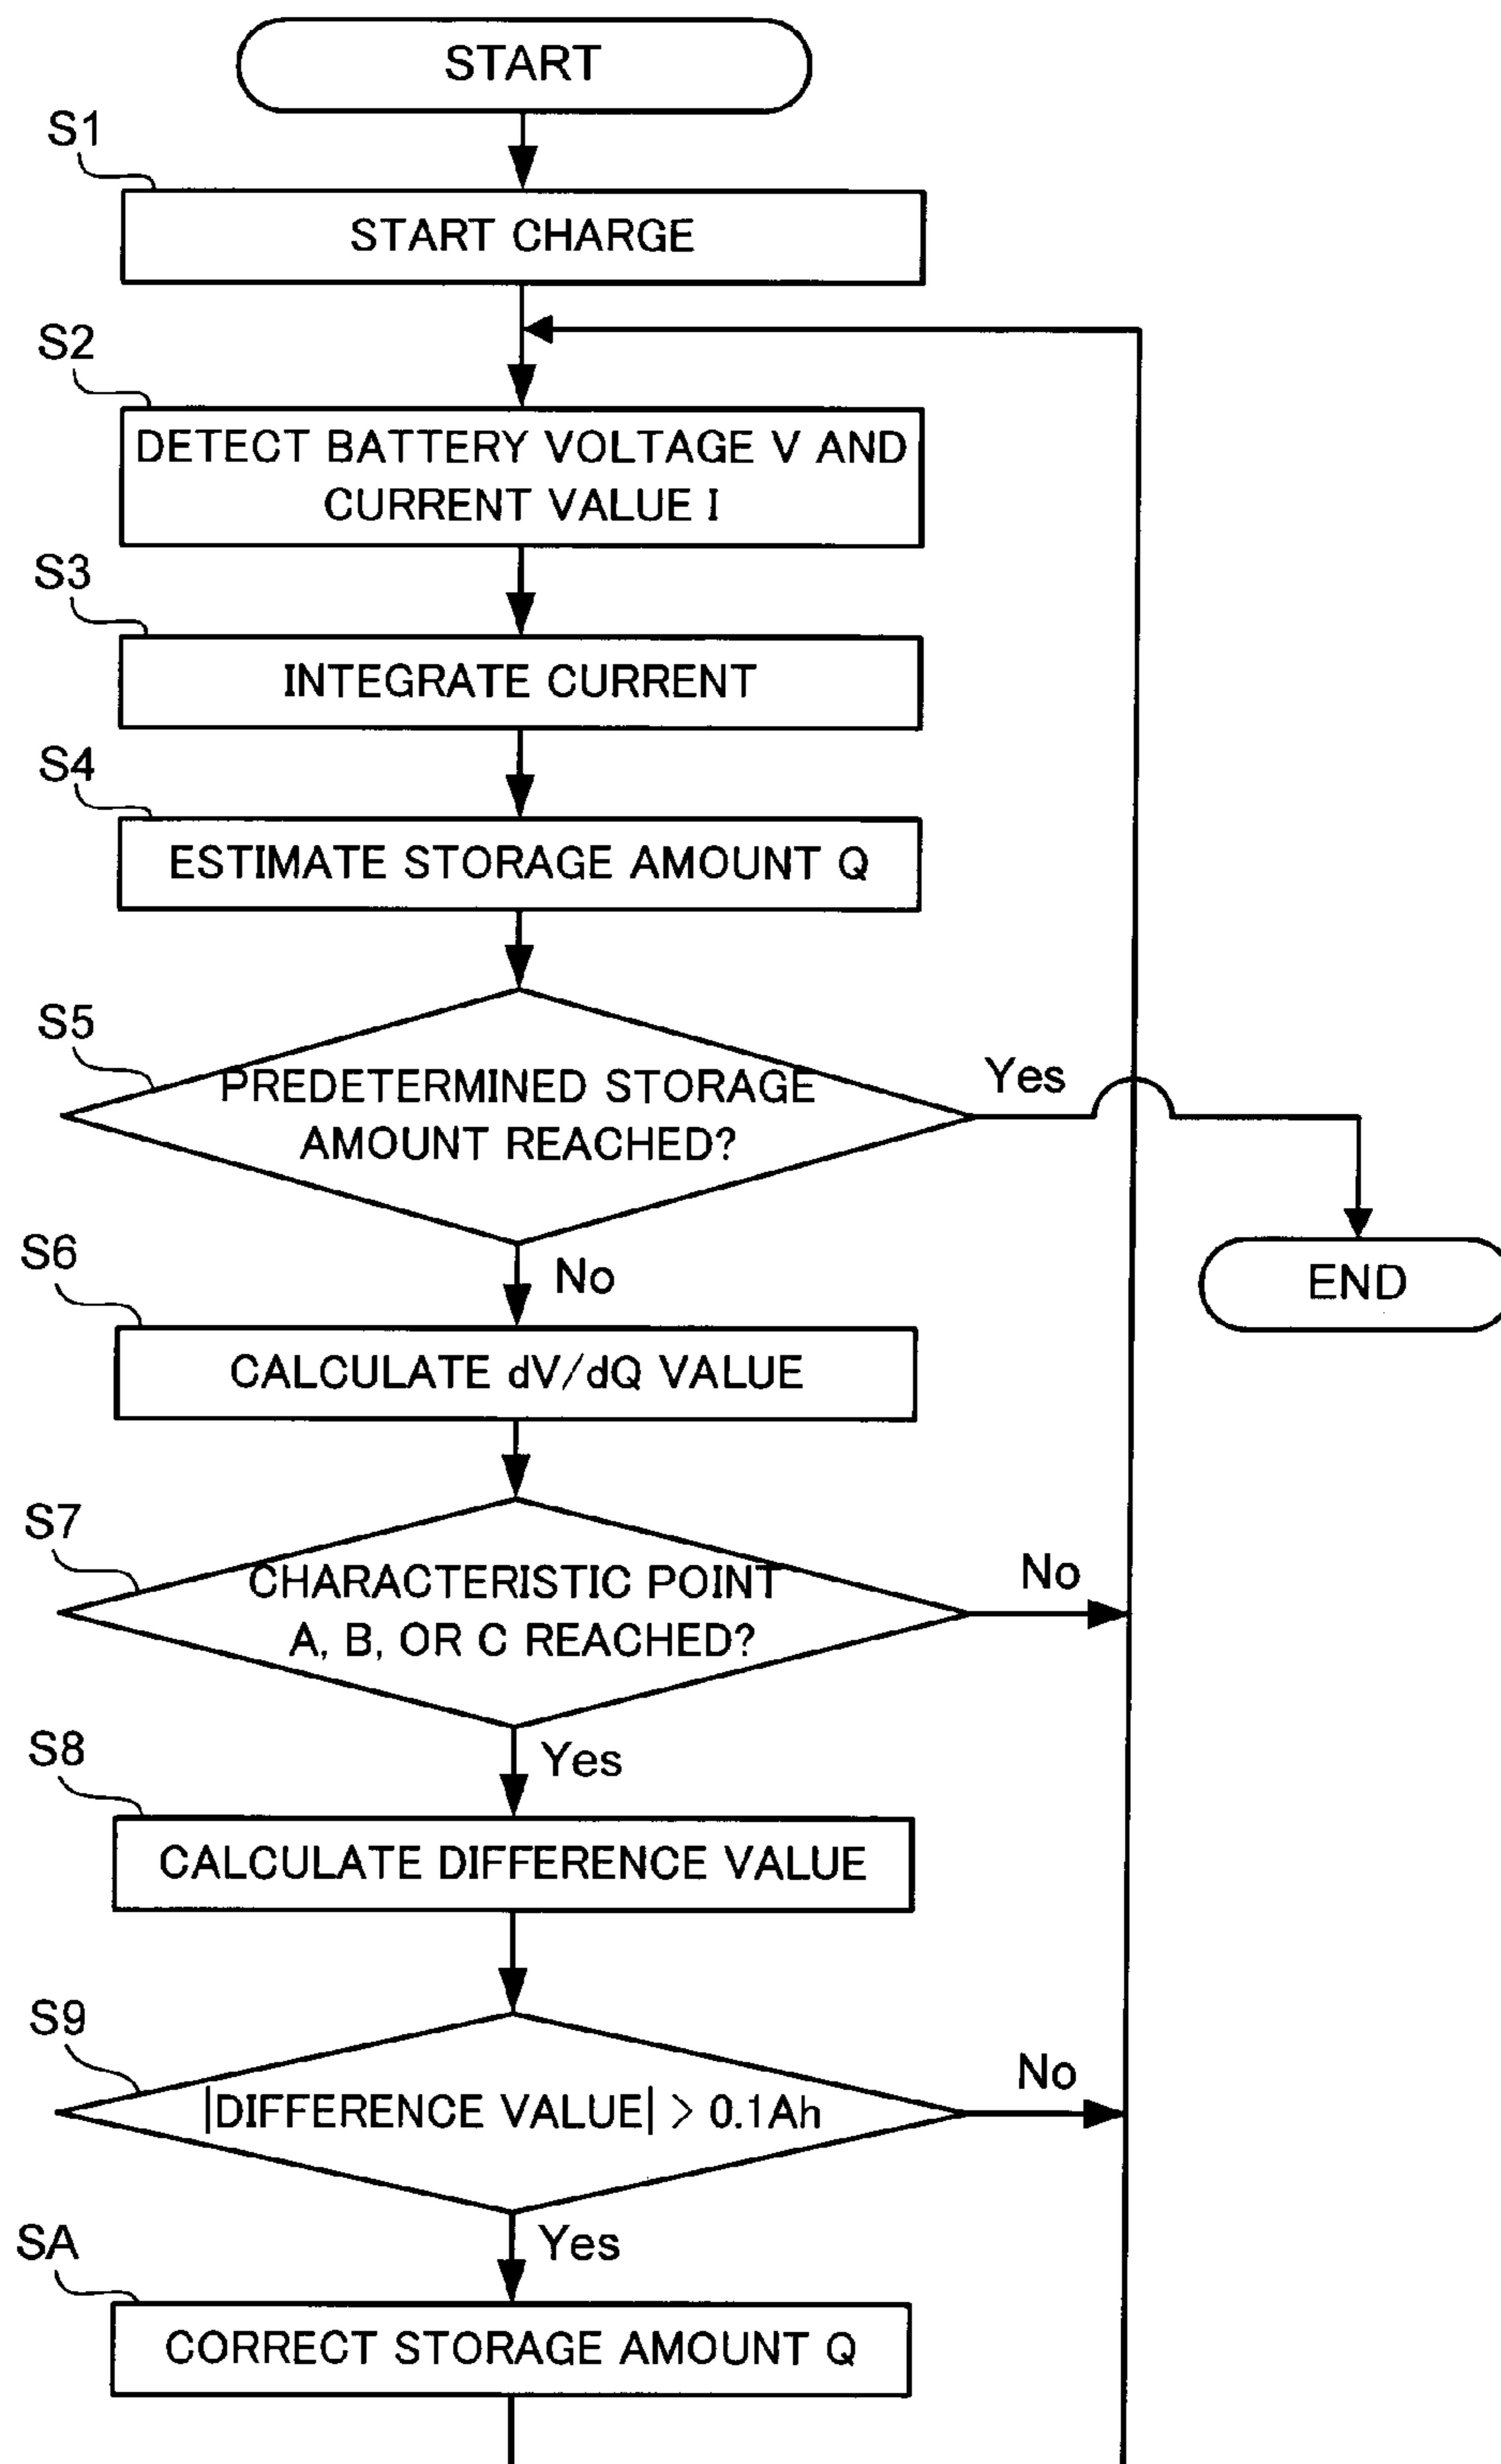 START
S1
START CHARGE
S2
DETECT BATTERY VOLTAGE V AND
CURRENT VALUE I
S3
INTEGRATE CURRENT
S4
ESTIMATE STORAGE AMOUNT Q
S5
PREDETERMINED STORAGE
AMOUNT REACHED?
Yes
END
No
S6
CALCULATE dV/dQ VALUE
S7
CHARACTERISTIC POINT
A, B, OR C REACHED?
No
Yes
S8
CALCULATE DIFFERENCE VALUE
S9
|DIFFERENCE VALUE| > 0.1Ah
No
Yes
SA
CORRECT STORAGE AMOUNT Q